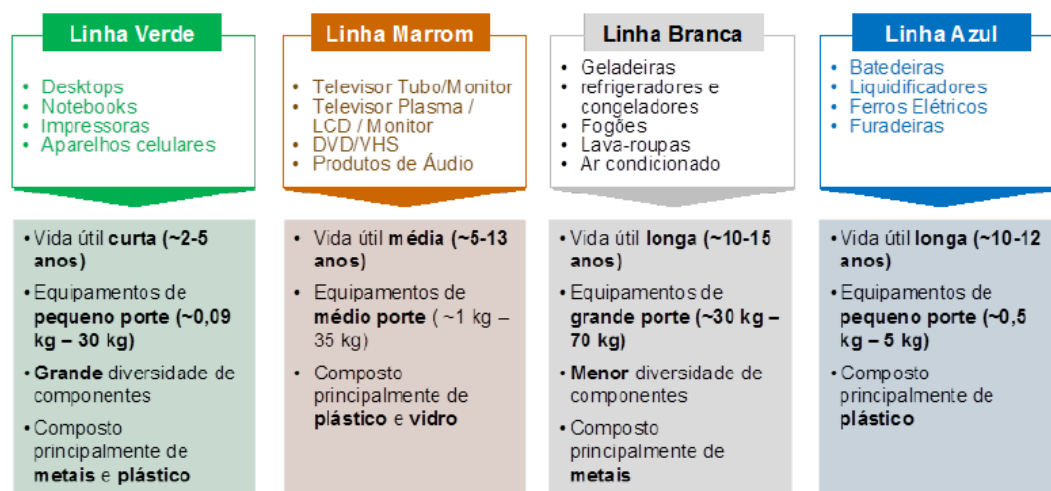 Linha Verde
• Desktops
• Notebooks
• Impressoras
• Aparelhos celulares
• Vida útil curta (~2-5
anos)
• Equipamentos de
pequeno porte (~0,09
kg – 30 kg)
• Grande diversidade de
componentes
• Composto
principalmente de
metais e plástico
Linha Marrom
• Televisor Tubo/Monitor
• Televisor Plasma /
LCD / Monitor
• DVD/VHS
• Produtos de Áudio
• Vida útil média (~5-13
anos)
• Equipamentos de
médio porte ( ~1 kg –
35 kg)
• Composto
principalmente de
plástico e vidro
Linha Branca
• Geladeiras
• refrigeradores e
congeladores
• Fogões
• Lava-roupas
• Ar condicionado
• Vida útil longa (~10-15
anos)
• Equipamentos de
grande porte (~30 kg –
70 kg)
• Menor diversidade de
componentes
• Composto
principalmente de
metais
Linha Azul
• Batedeiras
• Liquidificadores
• Ferros Elétricos
• Furadeiras
• Vida útil longa (~10-12
anos)
• Equipamentos de
pequeno porte (~0,5
kg – 5 kg)
• Composto
principalmente de
plástico